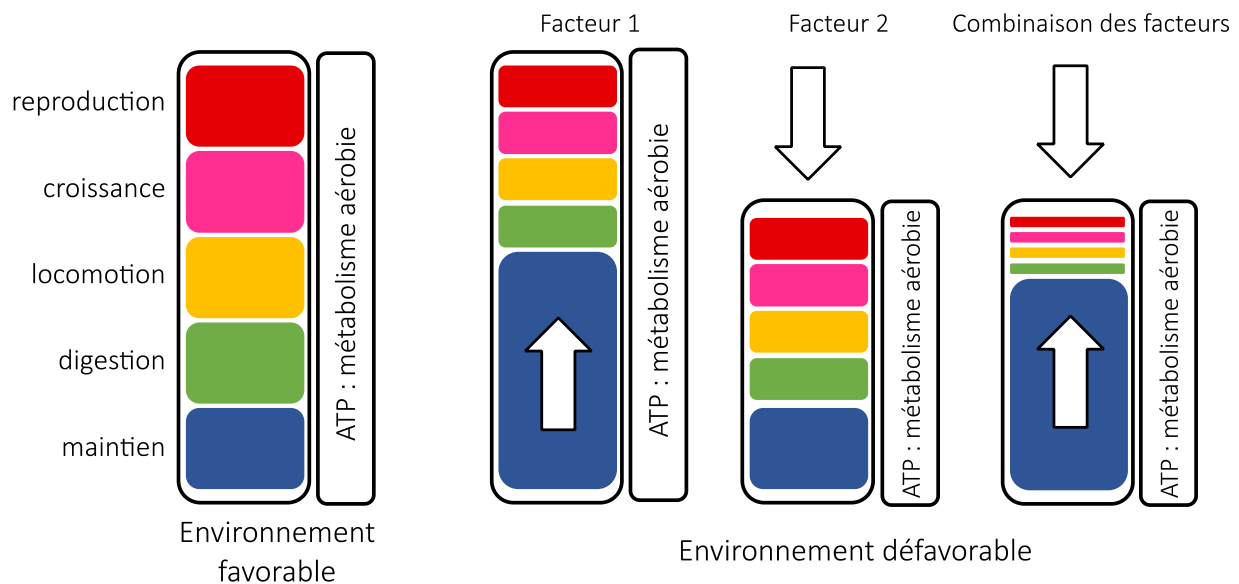 Facteur 1
Facteur 2
Combinaison des facteurs
reproduction
croissance
locomotion
digestion
maintien
ATP : métabolisme aérobie
ATP : métabolisme aérobie
ATP : métabolisme aérobie
ATP : métabolisme aérobie
Environnement
favorable
Environnement défavorable